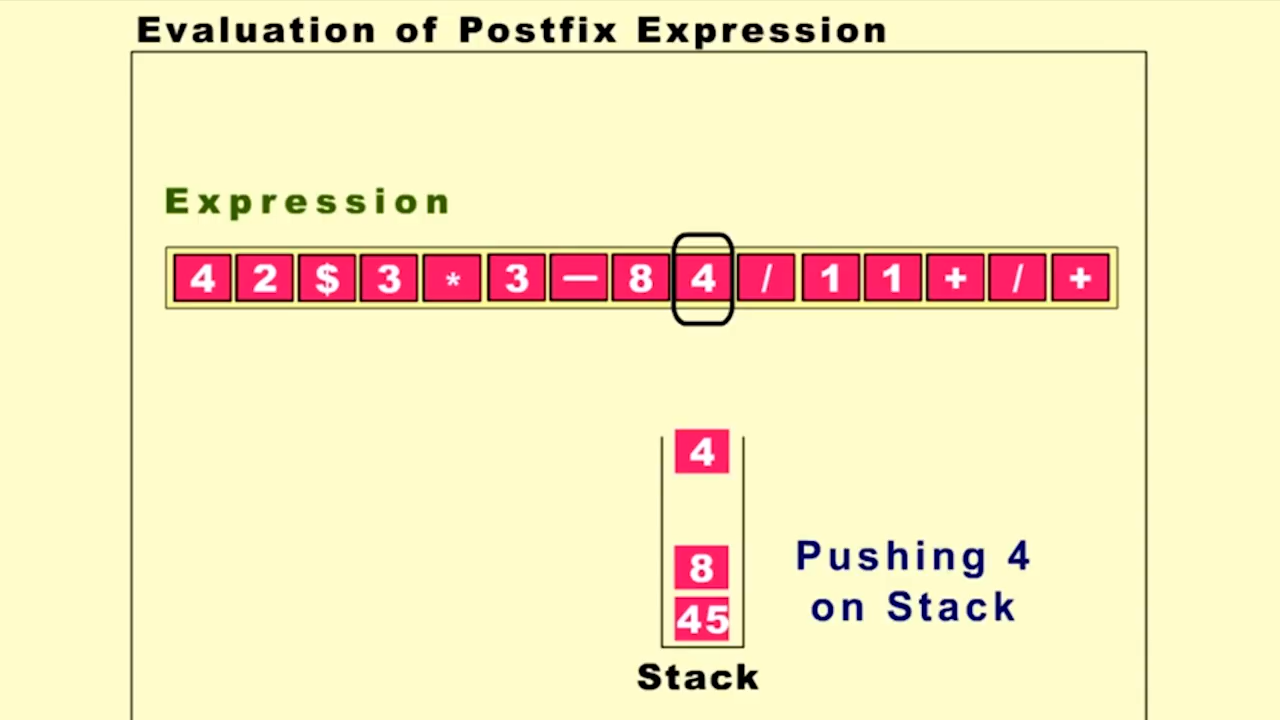 Evaluation of Postfix Expression
Expression
4 2 $ 3 * 3 — 8 4 / 1 1 + / +
4
8
45
Pushing 4
on Stack
Stack